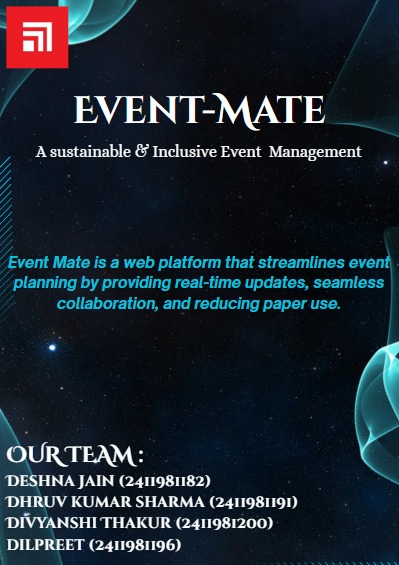 EVENT-MATE
A sustainable & Inclusive Event Management
Event Mate is a web platform that streamlines event
planning by providing real-time updates, seamless
collaboration, and reducing paper use.
OUR TEAM :
DESHNA JAIN (2411981182)
DHRUV KUMAR SHARMA (2411981191)
DIVYANSHI THAKUR (2411981200)
DILPREET (2411981196)